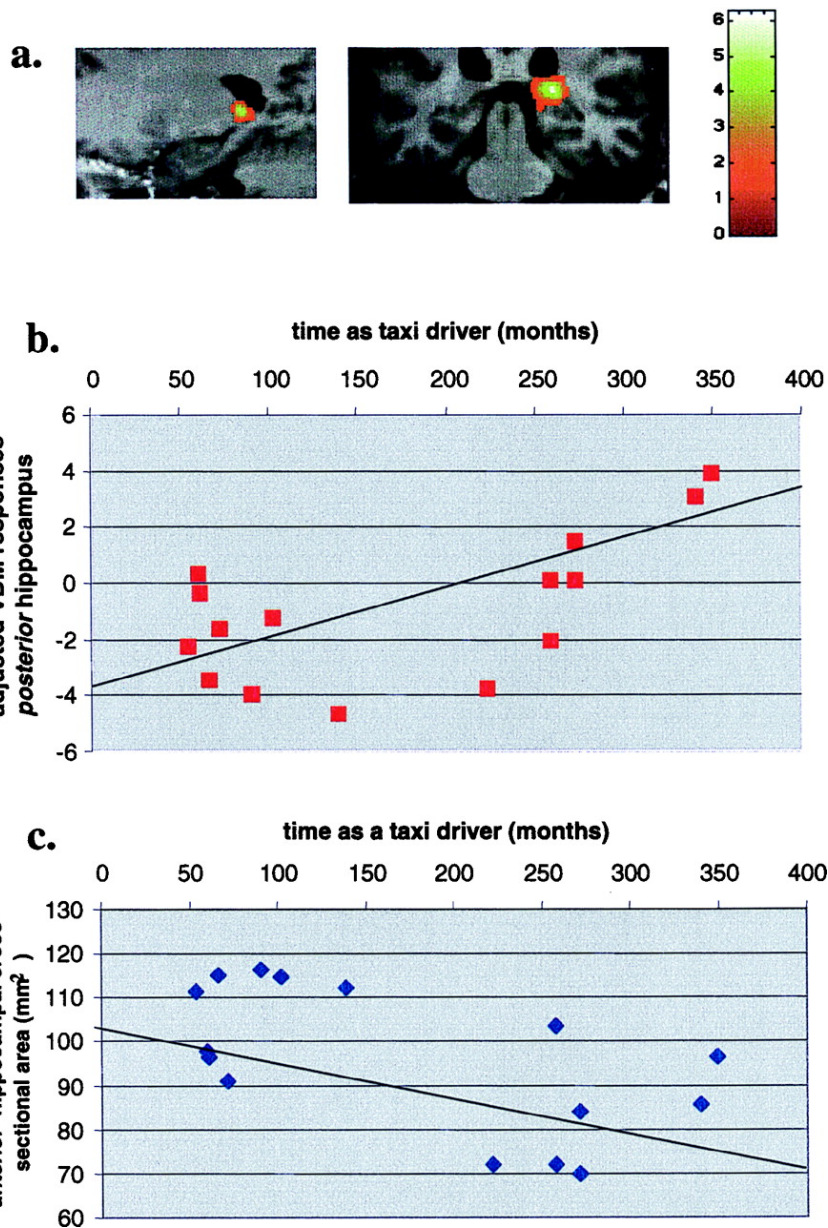 a.
6
5
4
3
2
1
0
b.
time as taxi driver (months)
0 50 100 150 200 250 300 350 400
6
4
2
0
-2
-4
-6
posterior hippocampus
c.
time as a taxi driver (months)
0 50 100 150 200 250 300 350 400
130
120
110
100
90
80
70
60
sectional area (mm2 )